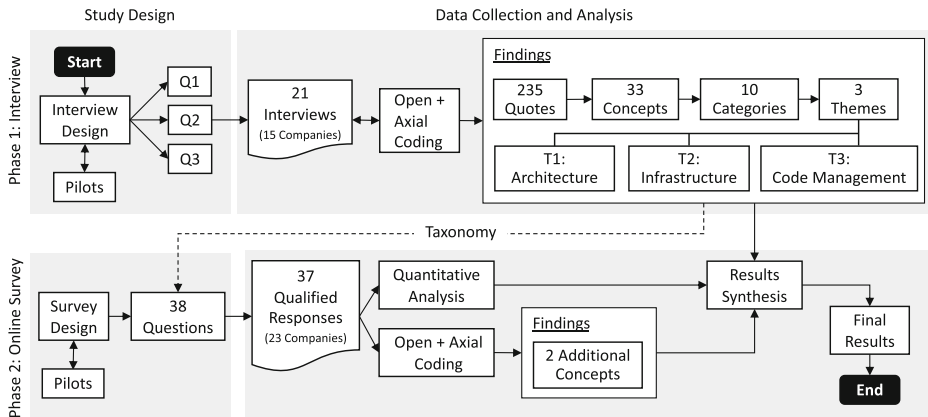 Study Design
Data Collection and Analysis
Phase 1: Interview
Start
Interview
Design
Pilots
Q1
Q2
Q3
21
Interviews
(15 Companies)
Open +
Axial
Coding
Findings
235
Quotes
33
Concepts
10
Categories
3
Themes
T1:
Architecture
T2:
Infrastructure
T3:
Code Management
Taxonomy
Phase 2: Online Survey
Survey
Design
Pilots
38
Questions
37
Qualified
Responses
(23 Companies)
Quantitative
Analysis
Open + Axial
Coding
Findings
2 Additional
Concepts
Results
Synthesis
Final
Results
End